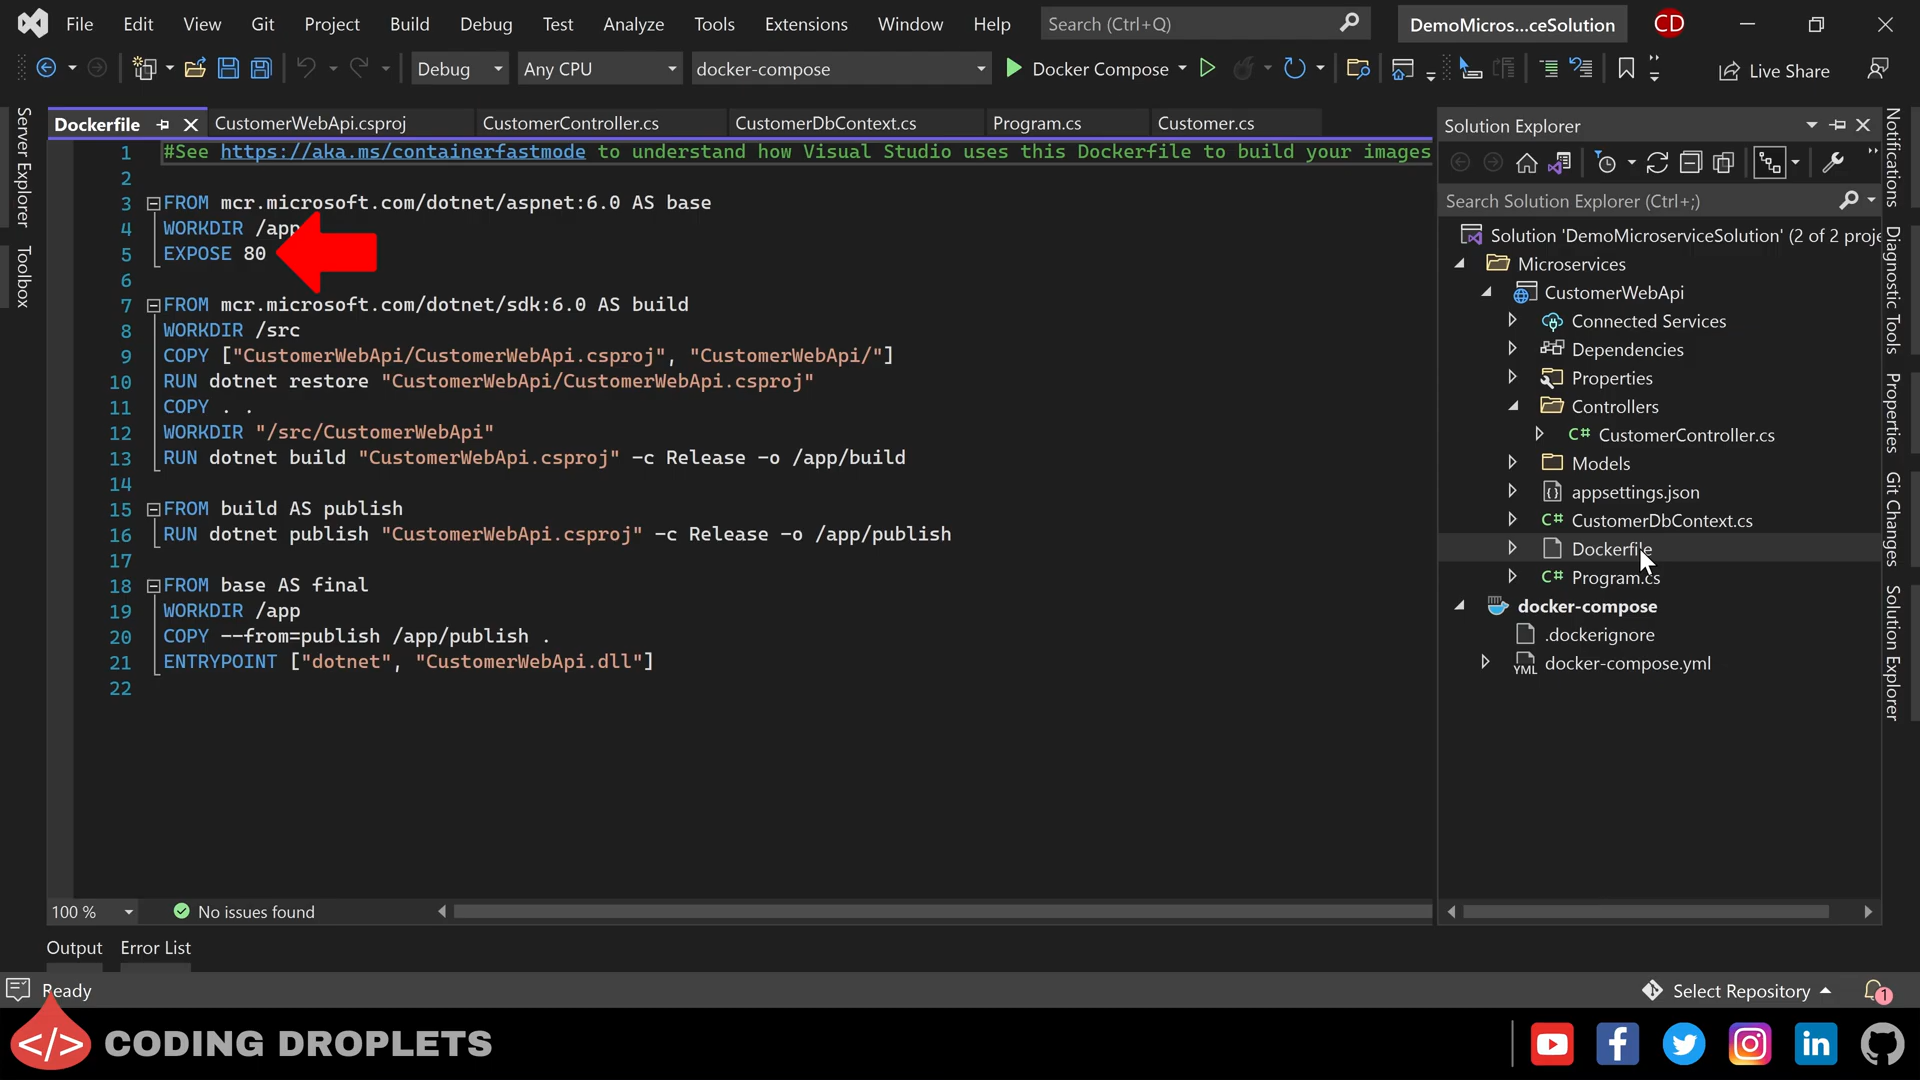 File Edit View Git Project Build Debug Test Analyze Tools Extensions Window Help Search (Ctrl+Q) DemoMicros...ceSolution CD
Debug Any CPU docker-compose Docker Compose Live Share
Server Explorer
Toolbox
Dockerfile CustomerWebApi.csproj CustomerController.cs CustomerDbContext.cs Program.cs Customer.cs
1 #See https://aka.ms/containerfastmode to understand how Visual Studio uses this Dockerfile to build your images
2
3 FROM mcr.microsoft.com/dotnet/aspnet:6.0 AS base
4 WORKDIR /app
5 EXPOSE 80
6
7 FROM mcr.microsoft.com/dotnet/sdk:6.0 AS build
8 WORKDIR /src
9 COPY ["CustomerWebApi/CustomerWebApi.csproj", "CustomerWebApi/"]
10 RUN dotnet restore "CustomerWebApi/CustomerWebApi.csproj"
11 COPY . .
12 WORKDIR "/src/CustomerWebApi"
13 RUN dotnet build "CustomerWebApi.csproj" -c Release -o /app/build
14
15 FROM build AS publish
16 RUN dotnet publish "CustomerWebApi.csproj" -c Release -o /app/publish
17
18 FROM base AS final
19 WORKDIR /app
20 COPY --from=publish /app/publish .
21 ENTRYPOINT ["dotnet", "CustomerWebApi.dll"]
22
100 % No issues found
Output Error List
Solution Explorer
Search Solution Explorer (Ctrl+;)
Solution 'DemoMicroserviceSolution' (2 of 2 proje
Microservices
CustomerWebApi
Connected Services
Dependencies
Properties
Controllers
C# CustomerController.cs
Models
appsettings.json
C# CustomerDbContext.cs
Dockerfile
C# Program.cs
docker-compose
.dockerignore
YML docker-compose.yml
Notifications
Diagnostic Tools
Properties
Git Changes
Solution Explorer
Ready Select Repository 1
</> CODING DROPLETS